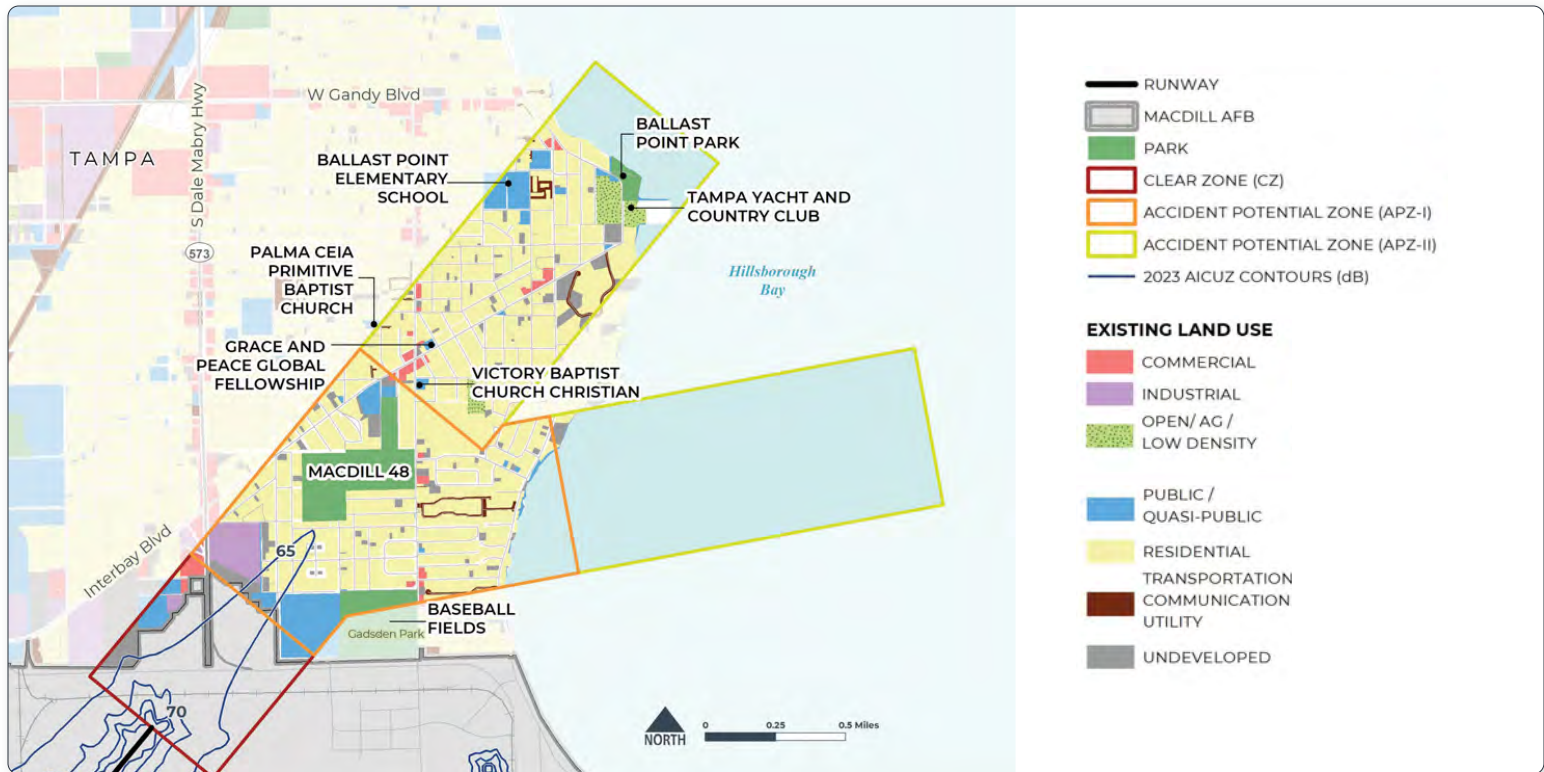 W Gandy Blvd
S Dale Mabry Hwy
TAMPA
573
BALLAST
POINT PARK
BALLAST POINT
ELEMENTARY
SCHOOL
TAMPA YACHT AND
COUNTRY CLUB
PALMA CEIA
PRIMITIVE
BAPTIST
CHURCH
Hillsborough
Bay
GRACE AND
PEACE GLOBAL
FELLOWSHIP
VICTORY BAPTIST
CHURCH CHRISTIAN
MACDILL 48
Interbay Blvd
65
BASEBALL
FIELDS
Gadsden Park
70
NORTH
0 0.25 0.5 Miles
RUNWAY
MACDILL AFB
PARK
CLEAR ZONE (CZ)
ACCIDENT POTENTIAL ZONE (APZ-I)
ACCIDENT POTENTIAL ZONE (APZ-II)
2023 AICUZ CONTOURS (dB)
EXISTING LAND USE
COMMERCIAL
INDUSTRIAL
OPEN/ AG /
LOW DENSITY
PUBLIC /
QUASI-PUBLIC
RESIDENTIAL
TRANSPORTATION
COMMUNICATION
UTILITY
UNDEVELOPED